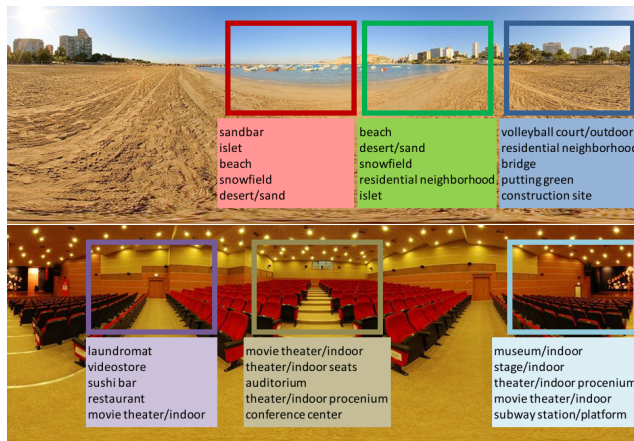 sandbar
islet
beach
snowfield
desert/sand
beach
desert/sand
snowfield
residential neighborhood
islet
volleyball court/outdoor
residential neighborhoo
bridge
putting green
construction site
laundromat
videostore
sushi bar
restaurant
movie theater/indoor
movie theater/indoor
theater/indoor seats
auditorium
theater/indoor procenium
conference center
museum/indoor
stage/indoor
theater/indoor procenium
movie theater/indoor
subway station/platform